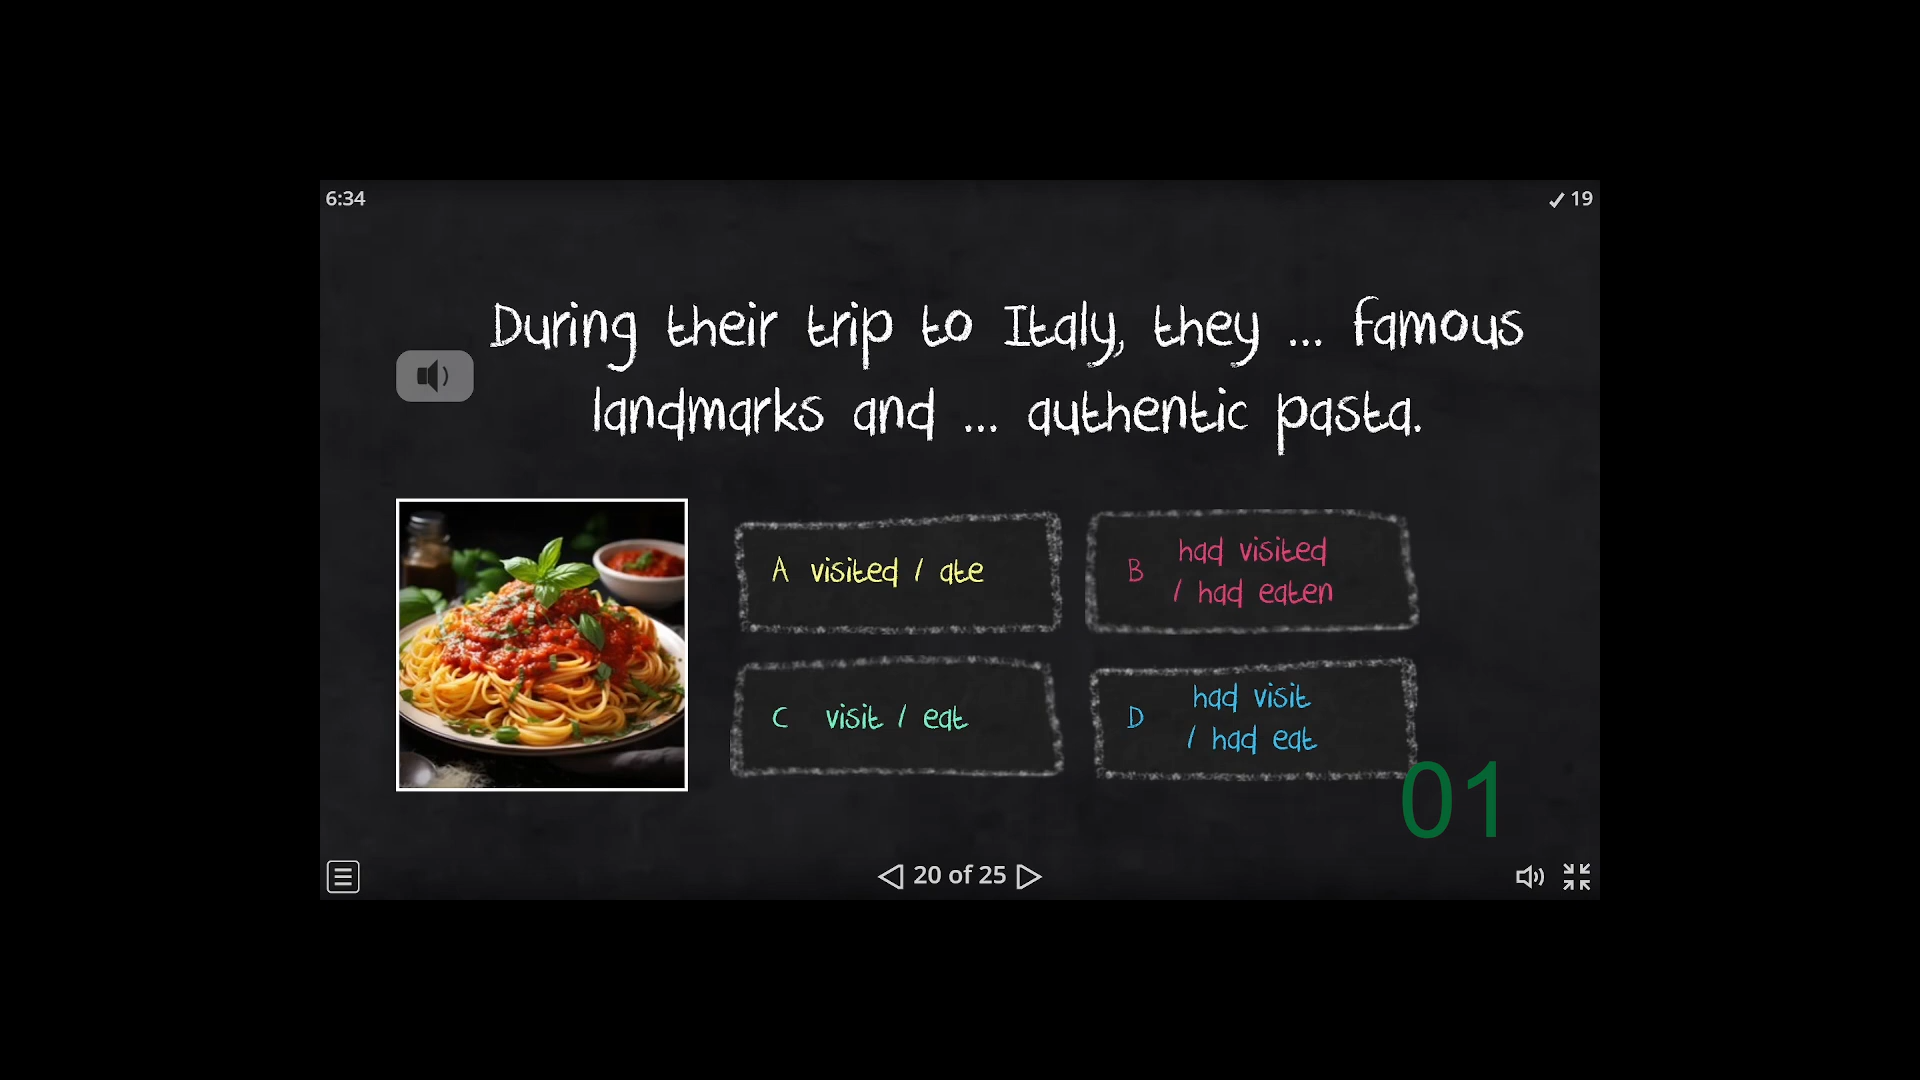 6:34
✓ 19
During their trip to Italy, they ... famous
landmarks and ... authentic pasta.
A visited / ate
B had visited
/ had eaten
C visit / eat
D had visit
/ had eat
01
20 of 25